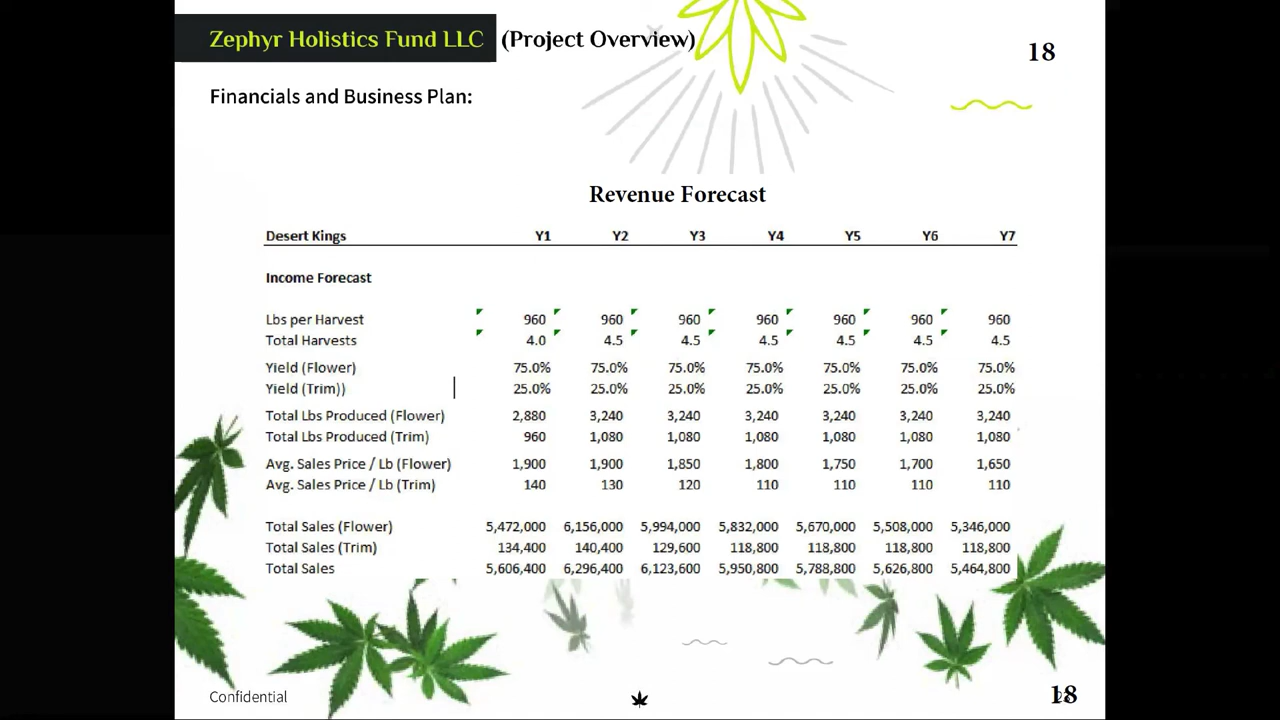 Zephyr Holistics Fund LLC (Project Overview)
18
Financials and Business Plan:
Revenue Forecast
Desert Kings Y1 Y2 Y3 Y4 Y5 Y6 Y7
Income Forecast
Lbs per Harvest 960 960 960 960 960 960 960
Total Harvests 4.0 4.5 4.5 4.5 4.5 4.5 4.5
Yield (Flower) 75.0% 75.0% 75.0% 75.0% 75.0% 75.0% 75.0%
Yield (Trim)) 25.0% 25.0% 25.0% 25.0% 25.0% 25.0% 25.0%
Total Lbs Produced (Flower) 2,880 3,240 3,240 3,240 3,240 3,240 3,240
Total Lbs Produced (Trim) 960 1,080 1,080 1,080 1,080 1,080 1,080
Avg. Sales Price / Lb (Flower) 1,900 1,900 1,850 1,800 1,750 1,700 1,650
Avg. Sales Price / Lb (Trim) 140 130 120 110 110 110 110
Total Sales (Flower) 5,472,000 6,156,000 5,994,000 5,832,000 5,670,000 5,508,000 5,346,000
Total Sales (Trim) 134,400 140,400 129,600 118,800 118,800 118,800 118,800
Total Sales 5,606,400 6,296,400 6,123,600 5,950,800 5,788,800 5,626,800 5,464,800
Confidential
18